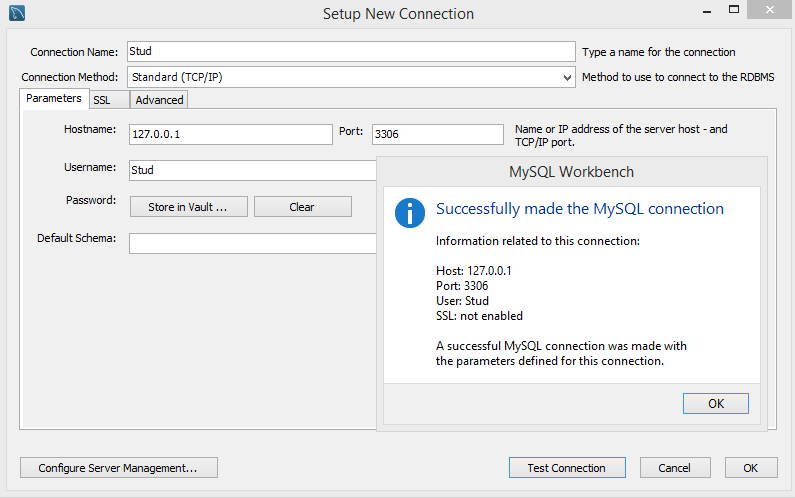 Setup New Connection
Connection Name: Stud Type a name for the connection
Connection Method: Standard (TCP/IP) Method to use to connect to the RDBMS
Parameters SSL Advanced
Hostname: 127.0.0.1 Port: 3306 Name or IP address of the server host - and
TCP/IP port.
Username: Stud
Password: Store in Vault ... Clear
Default Schema:
MySQL Workbench
Successfully made the MySQL connection
Information related to this connection:
Host: 127.0.0.1
Port: 3306
User: Stud
SSL: not enabled
A successful MySQL connection was made with
the parameters defined for this connection.
OK
Configure Server Management... Test Connection Cancel OK